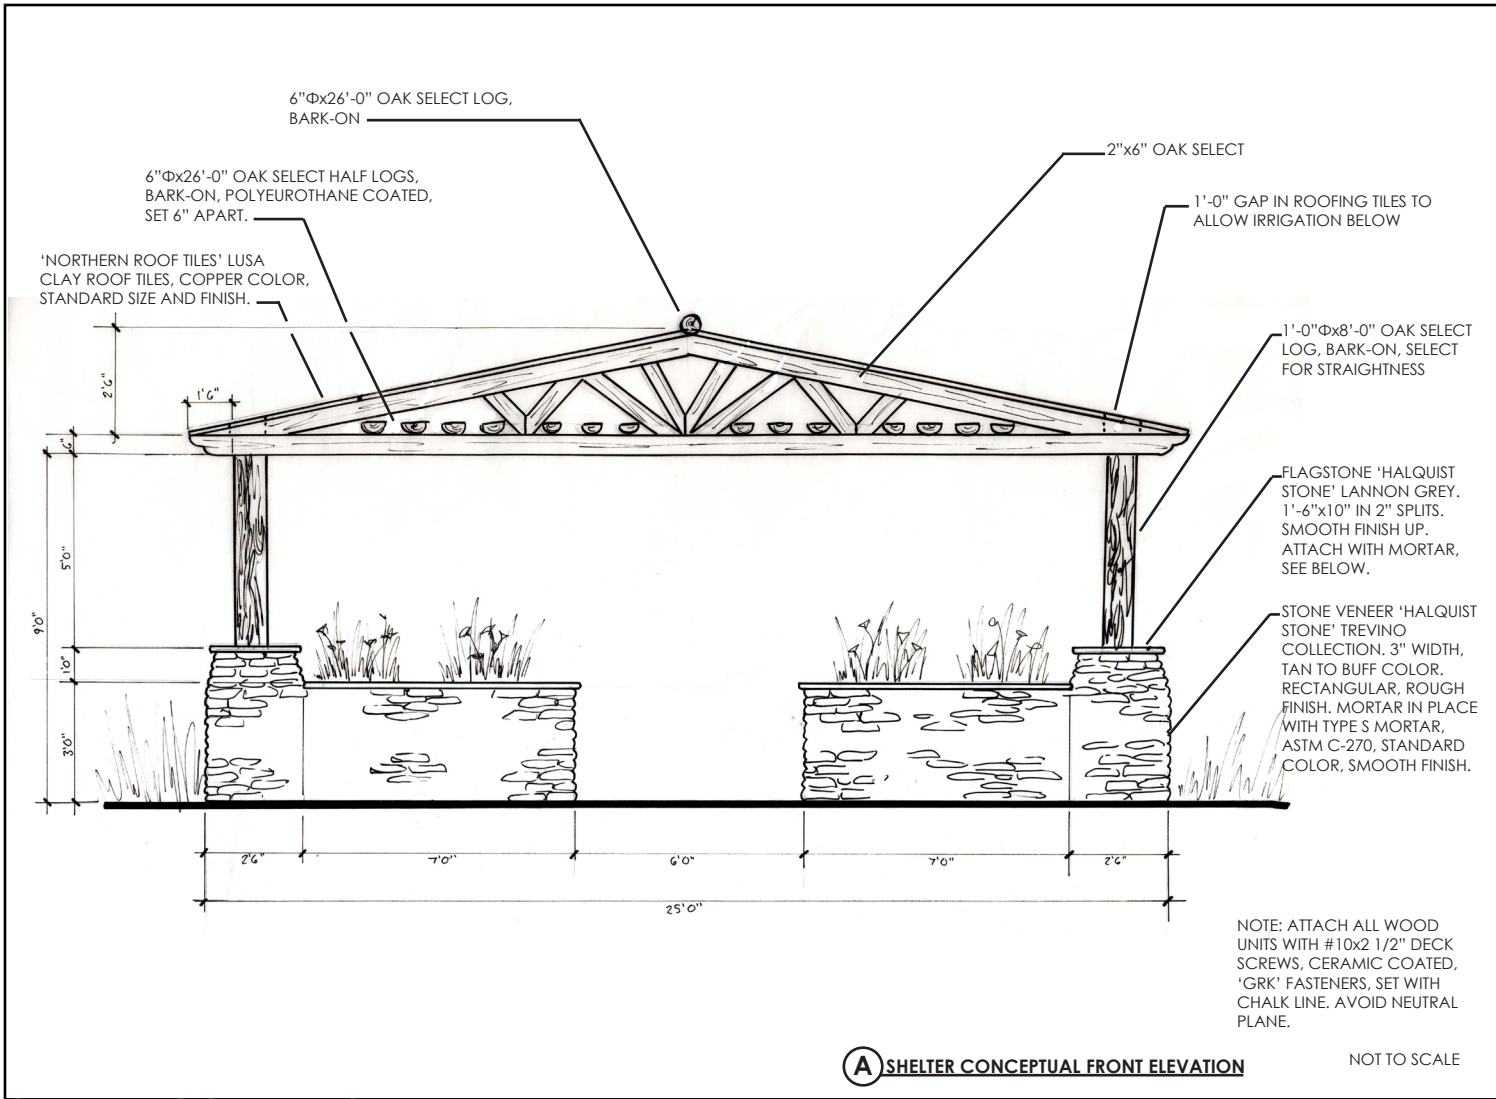 6"Φx26'-0" OAK SELECT LOG,
BARK-ON
2"x6" OAK SELECT
6"Φx26'-0" OAK SELECT HALF LOGS,
BARK-ON, POLYEUROTHANE COATED,
SET 6" APART.
1'-0" GAP IN ROOFING TILES TO
ALLOW IRRIGATION BELOW
'NORTHERN ROOF TILES' LUSA
CLAY ROOF TILES, COPPER COLOR,
STANDARD SIZE AND FINISH.
1'-0"Φx8'-0" OAK SELECT
LOG, BARK-ON, SELECT
FOR STRAIGHTNESS
2'6"
1'6"
6"
FLAGSTONE 'HALQUIST
STONE' LANNON GREY.
1'-6"x10" IN 2" SPLITS.
SMOOTH FINISH UP.
ATTACH WITH MORTAR,
SEE BELOW.
5'0"
9'0"
1'0"
3'0"
STONE VENEER 'HALQUIST
STONE' TREVINO
COLLECTION. 3" WIDTH,
TAN TO BUFF COLOR.
RECTANGULAR, ROUGH
FINISH. MORTAR IN PLACE
WITH TYPE S MORTAR,
ASTM C-270, STANDARD
COLOR, SMOOTH FINISH.
2'6"
7'0"
6'0"
7'0"
2'6"
25'0"
NOTE: ATTACH ALL WOOD
UNITS WITH #10x2 1/2" DECK
SCREWS, CERAMIC COATED,
'GRK' FASTENERS, SET WITH
CHALK LINE. AVOID NEUTRAL
PLANE.
A SHELTER CONCEPTUAL FRONT ELEVATION
NOT TO SCALE